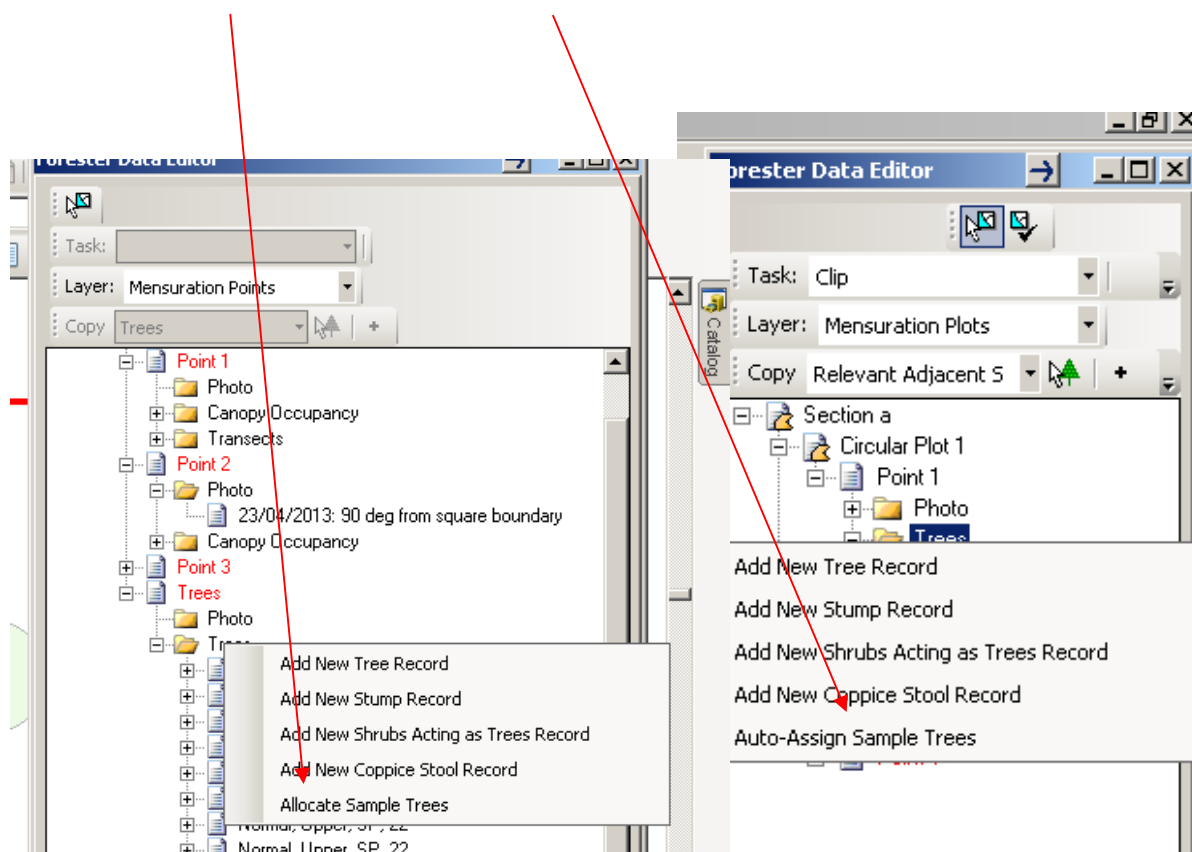 Forester Data Editor
Task:
Layer: Mensuration Points
Copy Trees
Point 1
Photo
Canopy Occupancy
Transects
Point 2
Photo
23/04/2013: 90 deg from square boundary
Canopy Occupancy
Point 3
Trees
Photo
Trees
Add New Tree Record
Add New Stump Record
Add New Shrubs Acting as Trees Record
Add New Coppice Stool Record
Allocate Sample Trees
Normal, Upper, SP, 22
Normal, Upper, SP, 22
Catalog
orester Data Editor
Task: Clip
Layer: Mensuration Plots
Copy Relevant Adjacent S
Section a
Circular Plot 1
Point 1
Photo
Trees
Add New Tree Record
Add New Stump Record
Add New Shrubs Acting as Trees Record
Add New Coppice Stool Record
Auto-Assign Sample Trees